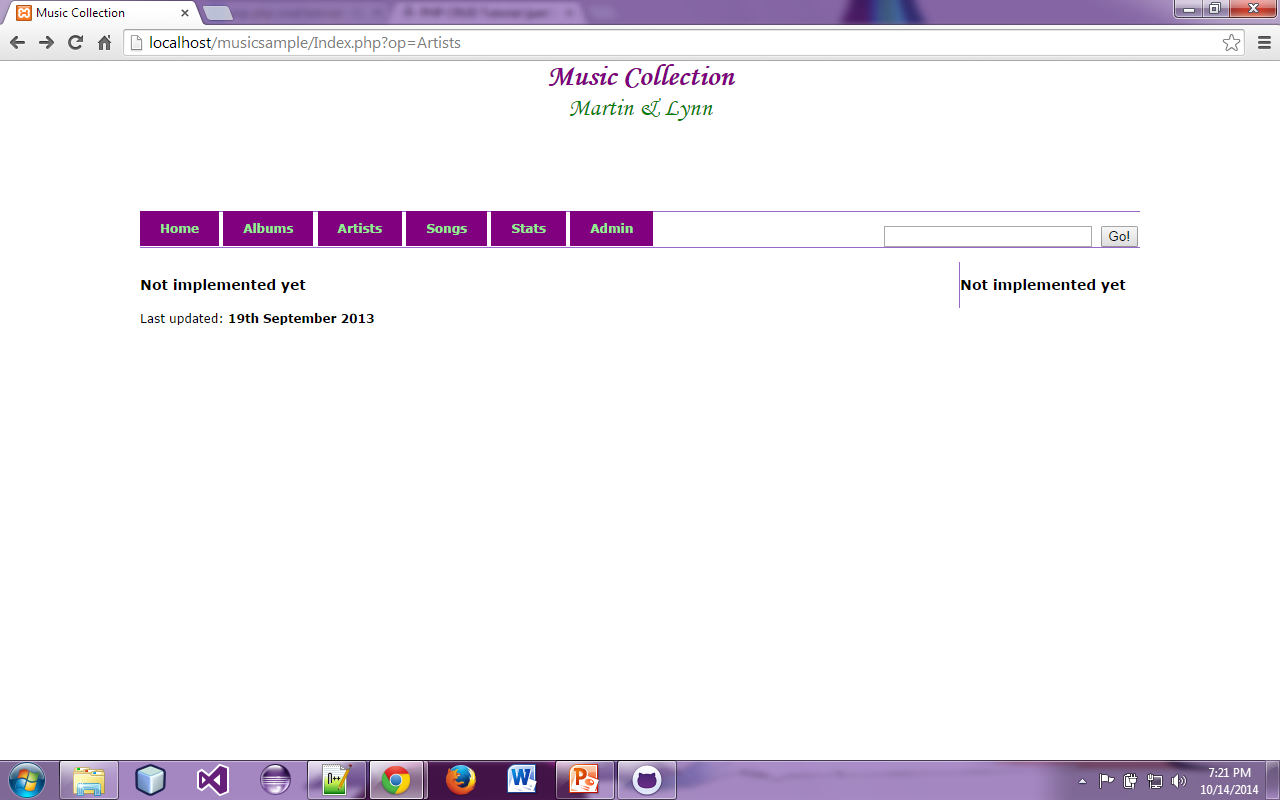 Music Collection
localhost/musicsample/Index.php?op=Artists
Music Collection
Martin & Lynn
Home Albums Artists Songs Stats Admin
Go!
Not implemented yet
Not implemented yet
Last updated: 19th September 2013
7:21 PM
10/14/2014